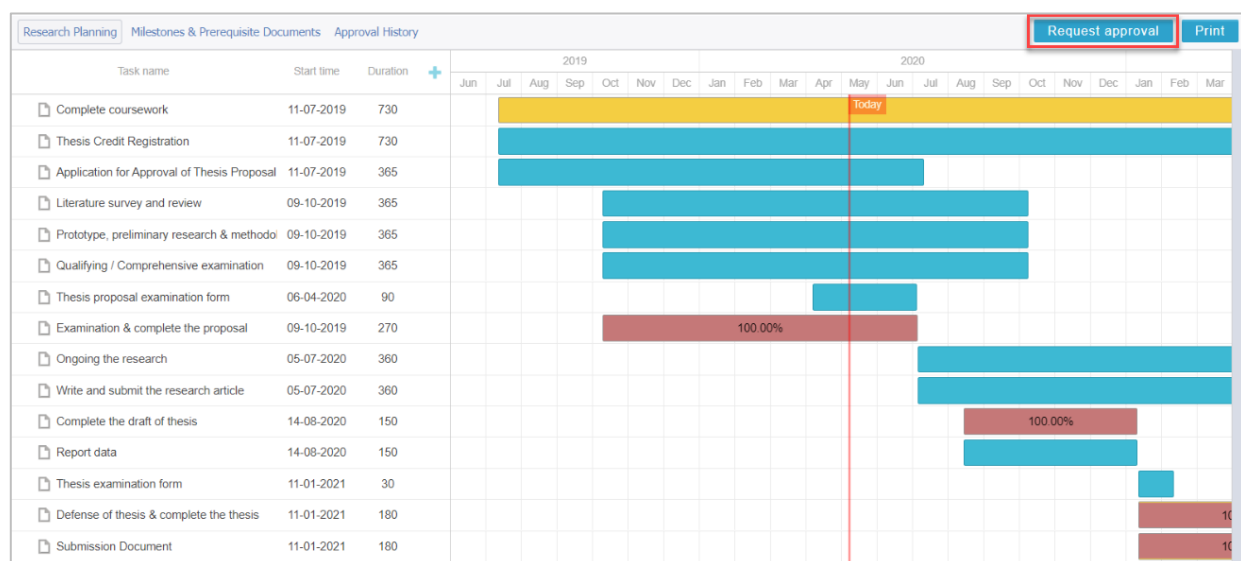 Research Planning Milestones & Prerequisite Documents Approval History Request approval Print
Task name Start time Duration 2019 2020
Jun Jul Aug Sep Oct Nov Dec Jan Feb Mar Apr May Jun Jul Aug Sep Oct Nov Dec Jan Feb Mar
Complete coursework 11-07-2019 730 Today
Thesis Credit Registration 11-07-2019 730
Application for Approval of Thesis Proposal 11-07-2019 365
Literature survey and review 09-10-2019 365
Prototype, preliminary research & methodol 09-10-2019 365
Qualifying / Comprehensive examination 09-10-2019 365
Thesis proposal examination form 06-04-2020 90
Examination & complete the proposal 09-10-2019 270 100.00%
Ongoing the research 05-07-2020 360
Write and submit the research article 05-07-2020 360
Complete the draft of thesis 14-08-2020 150 100.00%
Report data 14-08-2020 150
Thesis examination form 11-01-2021 30
Defense of thesis & complete the thesis 11-01-2021 180 10
Submission Document 11-01-2021 180 10